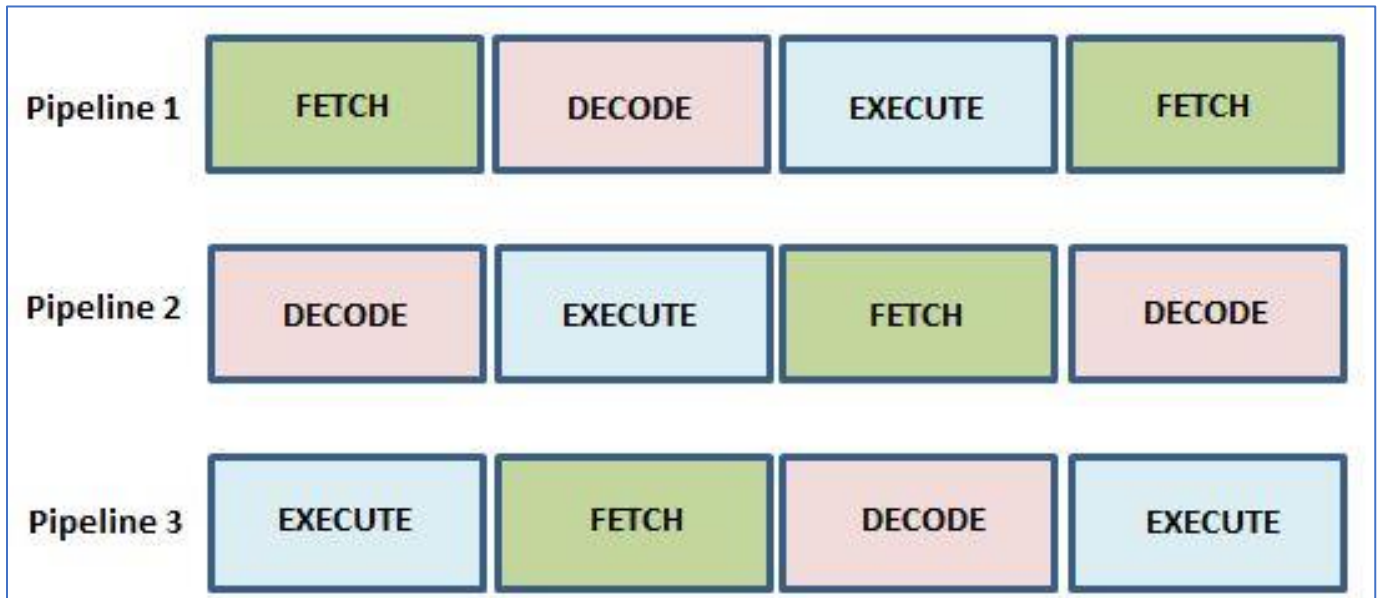 Pipeline 1 FETCH DECODE EXECUTE FETCH
Pipeline 2 DECODE EXECUTE FETCH DECODE
Pipeline 3 EXECUTE FETCH DECODE EXECUTE